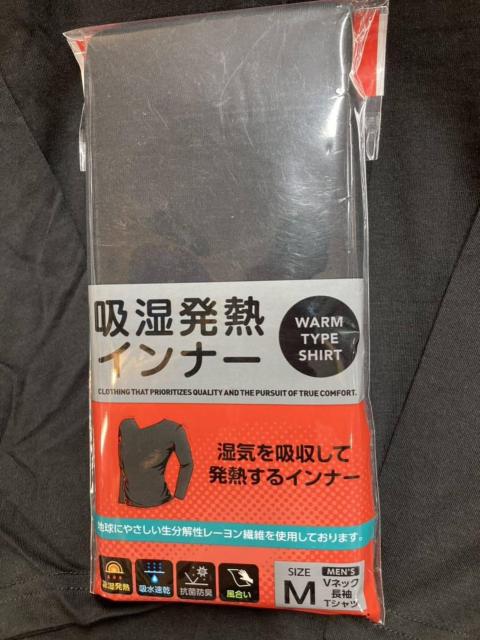 吸湿発熱
インナー
WARM
TYPE
SHIRT
CLOTHING THAT PRIORITIZES QUALITY AND THE PURSUIT OF TRUE COMFORT.
湿気を吸収して
発熱するインナー
地球にやさしい生分解性レーヨン繊維を使用しております。
吸湿発熱
吸水速乾
抗菌防臭
風合い
SIZE
M
MEN'S
Vネック
長袖
Tシャツ